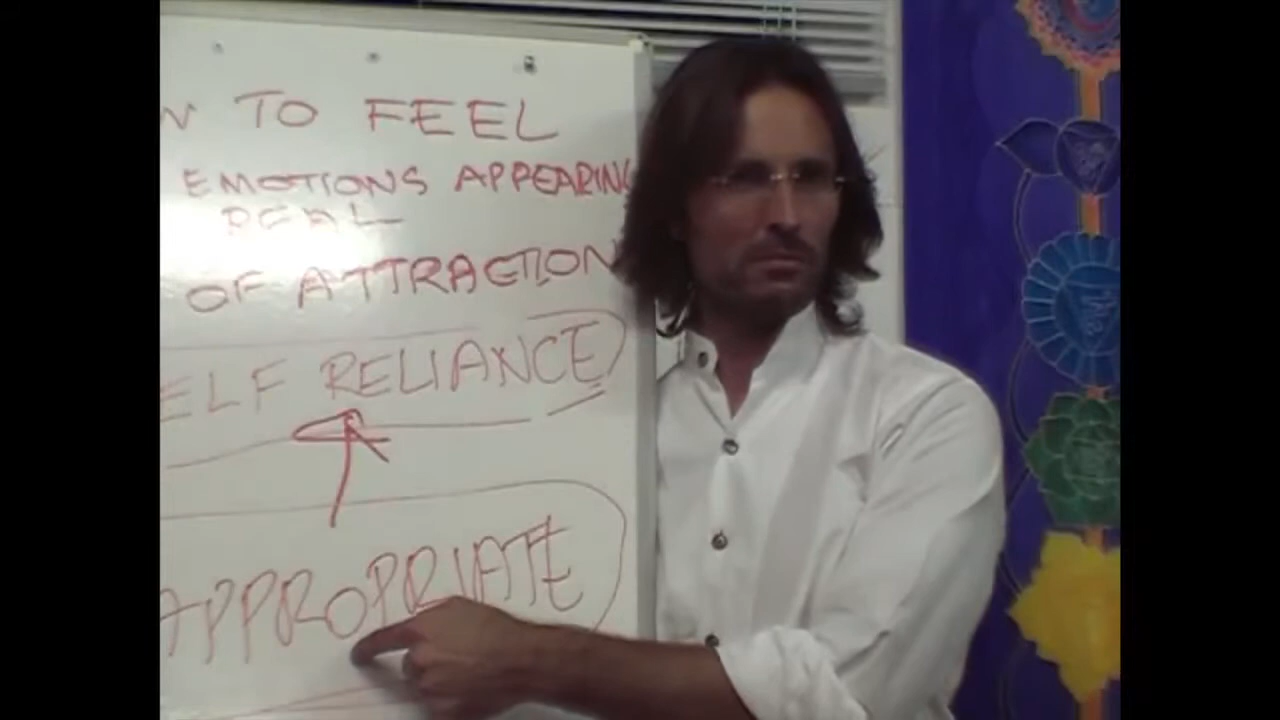 TO FEEL
EMOTIONS APPEARING
REAL
OF ATTRACTION
ELF RELIANCE
APPROPRIATE